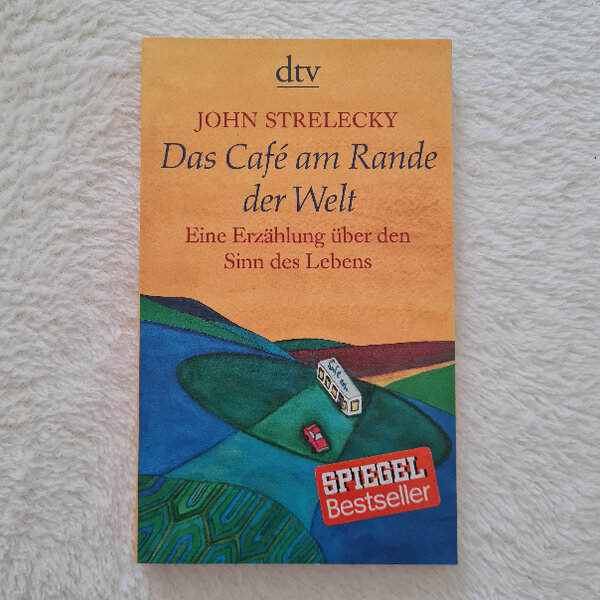 dtv
JOHN STRELECKY
Das Café am Rande
der Welt
Eine Erzählung über den
Sinn des Lebens
SPIEGEL
Bestseller